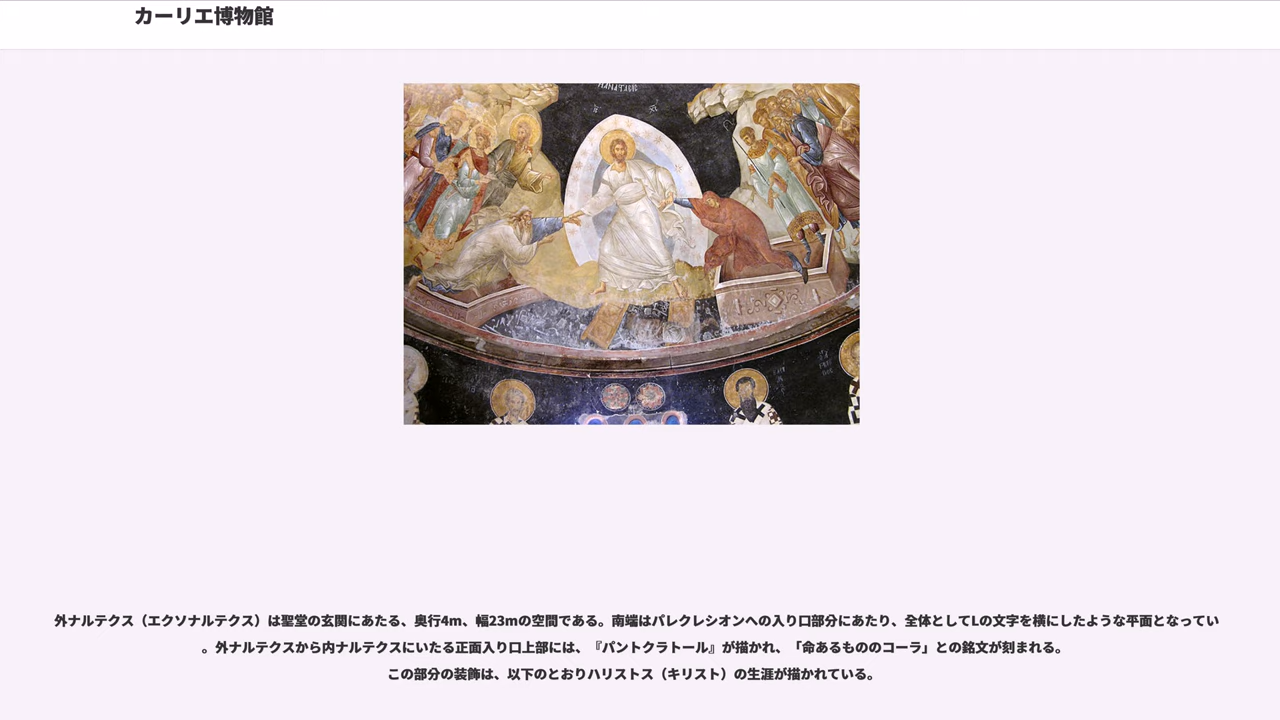 カーリエ博物館
外ナルテクス（エクソナルテクス）は聖堂の玄関にあたる、奥行4m、幅23mの空間である。南端はパレクレシオンへの入り口部分にあたり、全体としてLの文字を横にしたような平面となってい
。外ナルテクスから内ナルテクスにいたる正面入り口上部には、『パントクラトール』が描かれ、「命あるもののコーラ」との銘文が刻まれる。
この部分の装飾は、以下のとおりハリストス（キリスト）の生涯が描かれている。